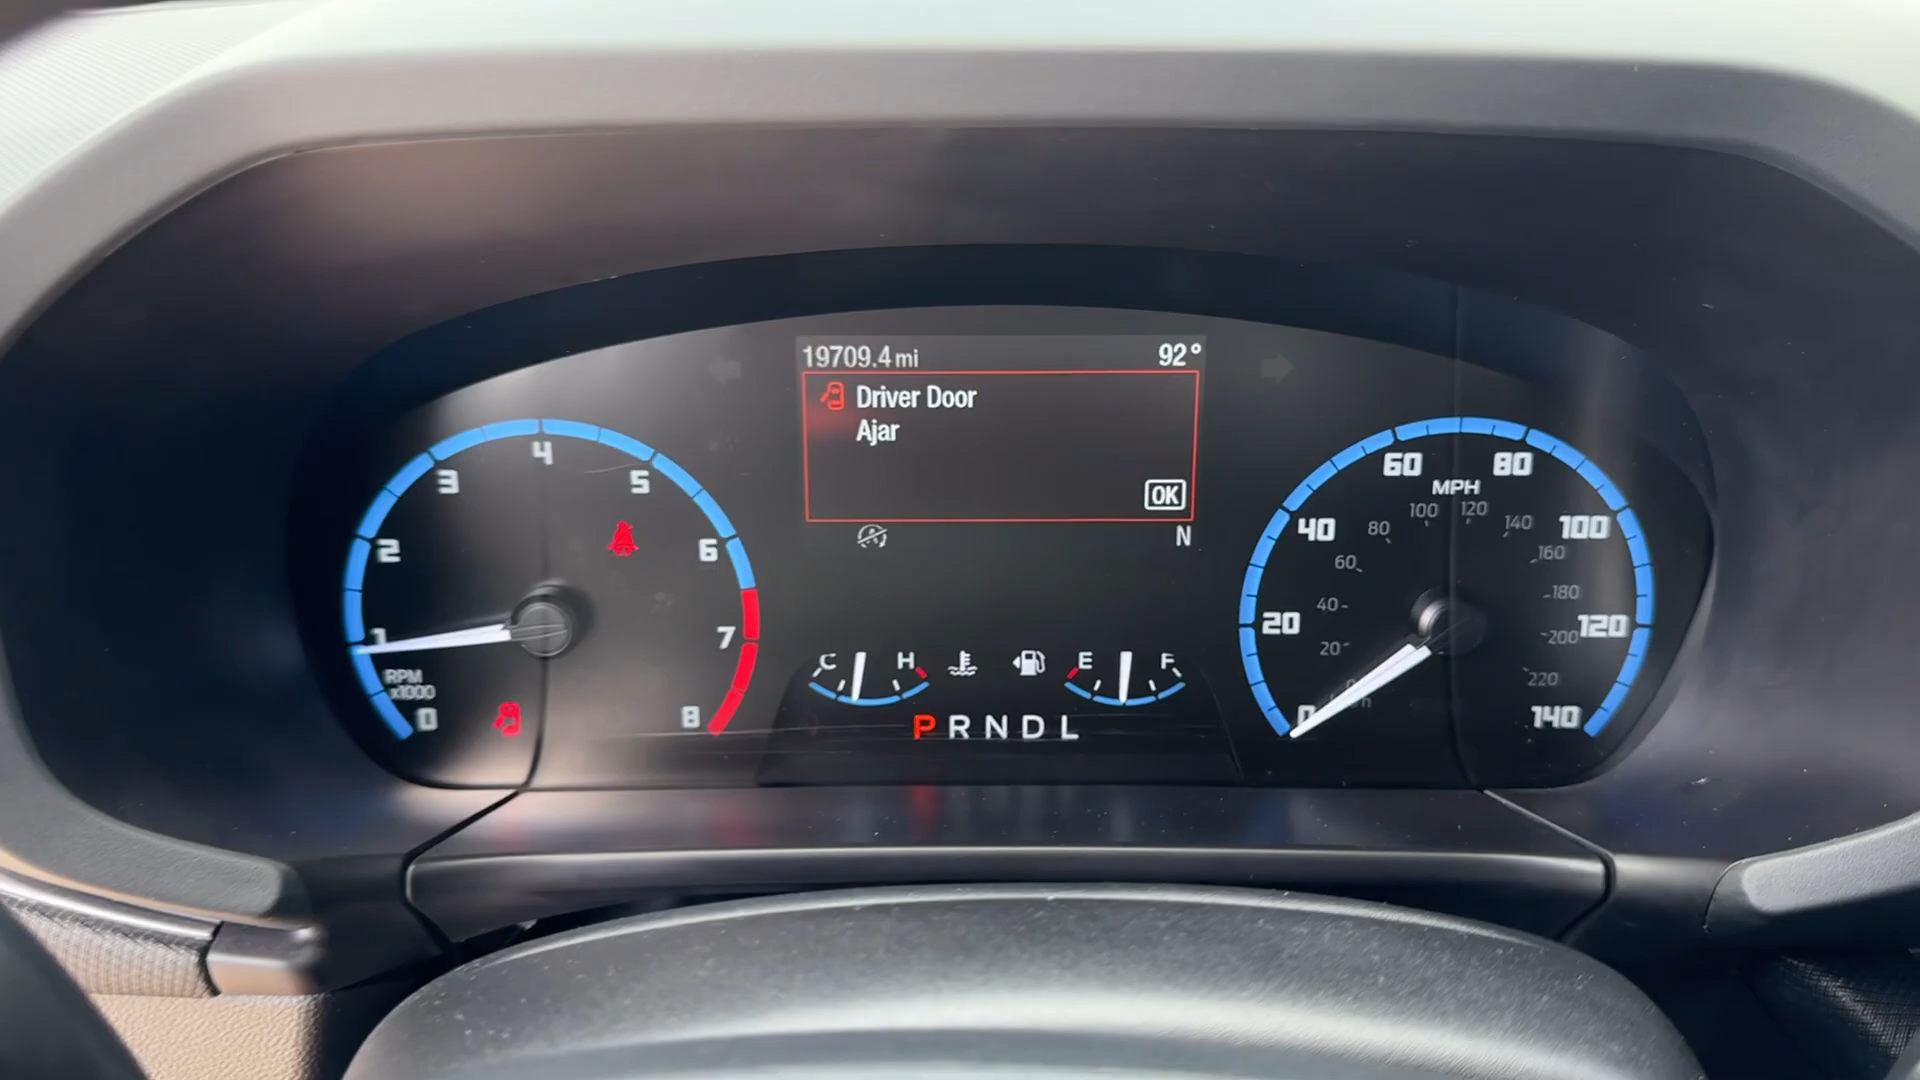 19709.4 mi 92°
Driver Door
Ajar
OK
N
0 1 2 3 4 5 6 7 8
RPM
x1000
C H
E F
P R N D L
0 20 40 60 80 100 120 140
MPH
20 40 60 80 100 120 140 160 180 200 220